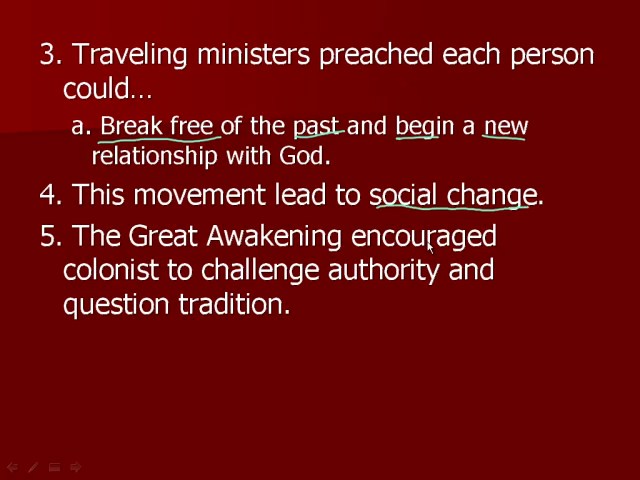 3. Traveling ministers preached each person
could...
a. Break free of the past and begin a new
relationship with God.
4. This movement lead to social change.
5. The Great Awakening encouraged
colonist to challenge authority and
question tradition.